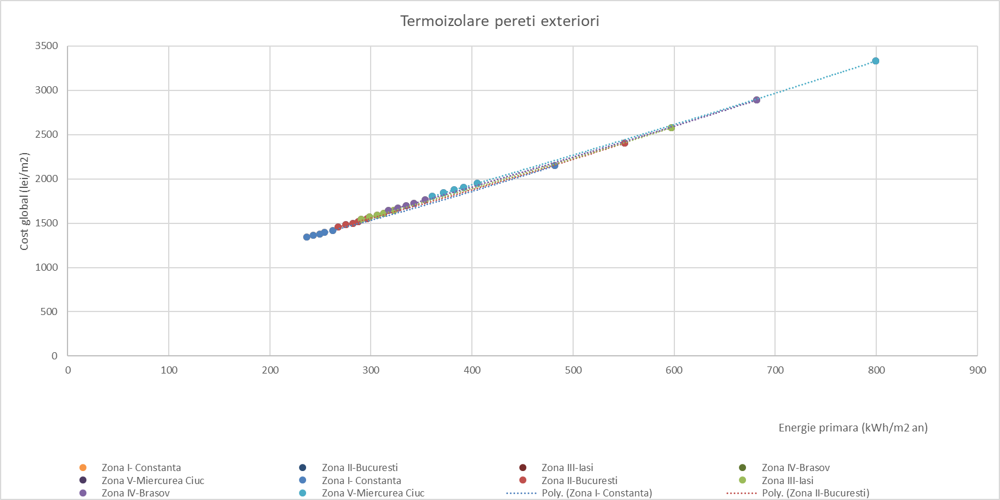 Termoizolare pereti exteriori
3500
3000
2500
2000
1500
1000
500
0
Cost global (lei/m2)
0 100 200 300 400 500 600 700 800 900
Energie primara (kWh/m2 an)
Zona I- Constanta Zona II-Bucuresti Zona III-Iasi Zona IV-Brasov
Zona V-Miercurea Ciuc Zona I- Constanta Zona II-Bucuresti Zona III-Iasi
Zona IV-Brasov Zona V-Miercurea Ciuc Poly. (Zona I- Constanta) Poly. (Zona II-Bucuresti)